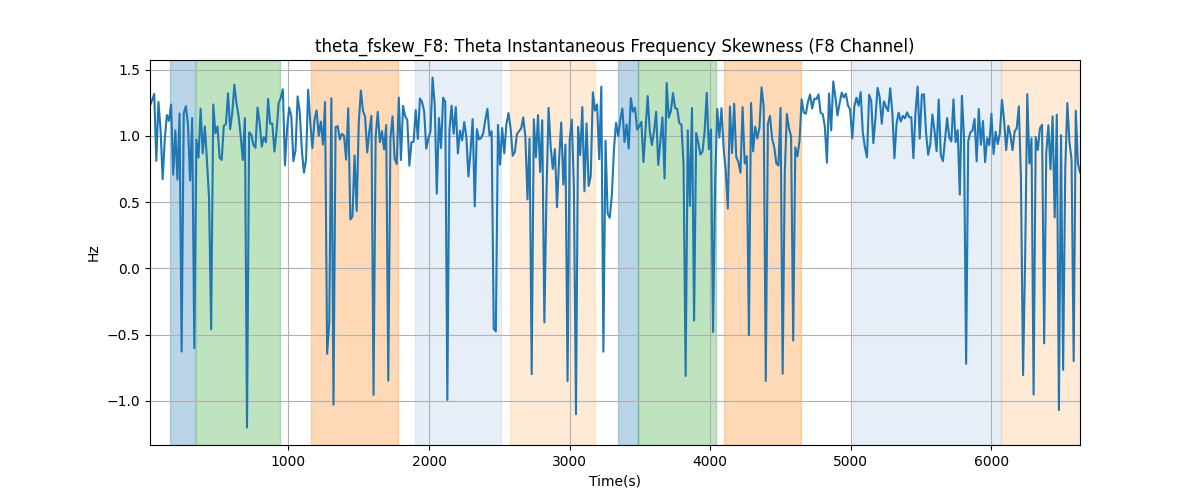 theta_fskew_F8: Theta Instantaneous Frequency Skewness (F8 Channel)
1.5
1.0
0.5
0.0
−0.5
−1.0
Hz
1000 2000 3000 4000 5000 6000
Time(s)